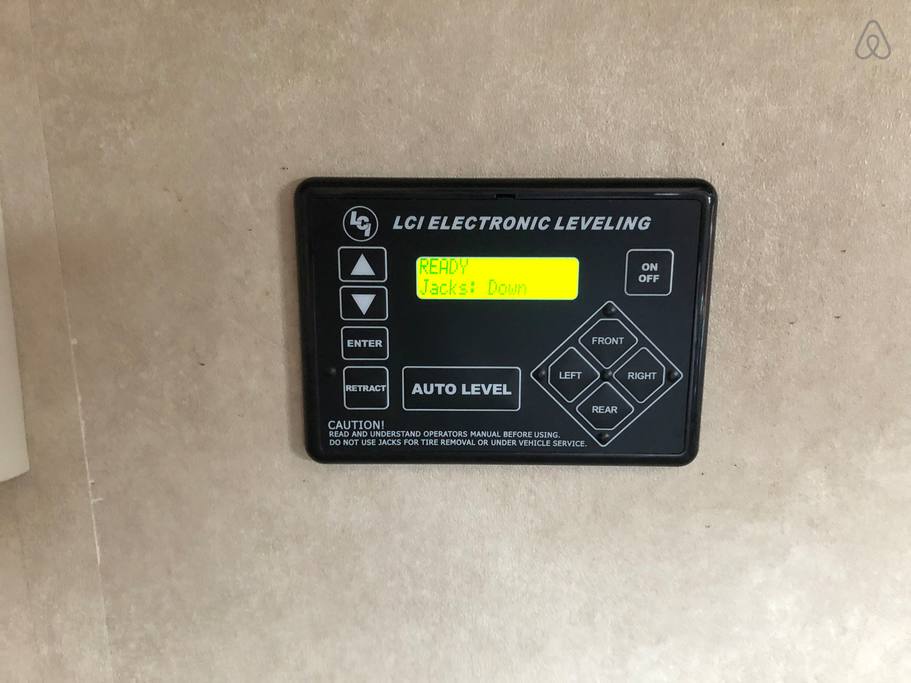 LCI
LCI ELECTRONIC LEVELING
READY
Jacks: Down
ON
OFF
ENTER
RETRACT
AUTO LEVEL
FRONT
LEFT
RIGHT
REAR
CAUTION!
READ AND UNDERSTAND OPERATORS MANUAL BEFORE USING.
DO NOT USE JACKS FOR TIRE REMOVAL OR UNDER VEHICLE SERVICE.